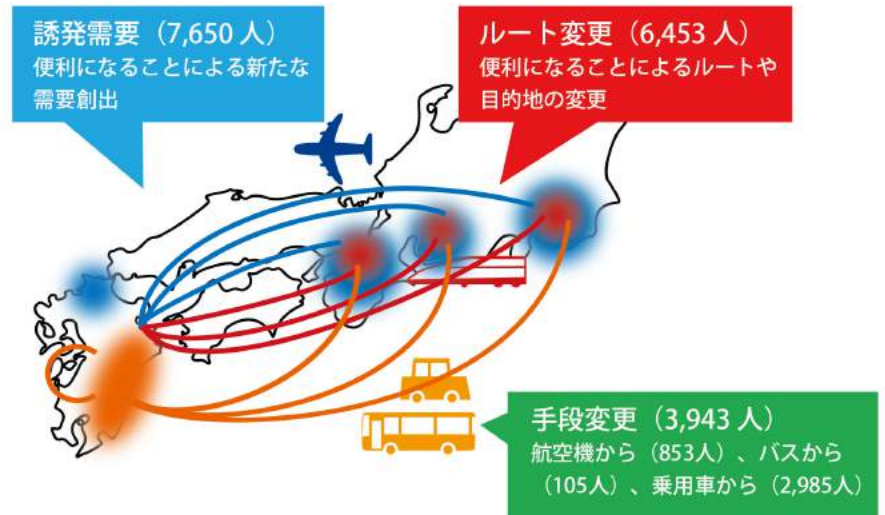 誘発需要（7,650 人）
便利になることによる新たな
需要創出
ルート変更（6,453 人）
便利になることによるルートや
目的地の変更
手段変更（3,943 人）
航空機から（853人）、バスから
（105人）、乗用車から（2,985人）